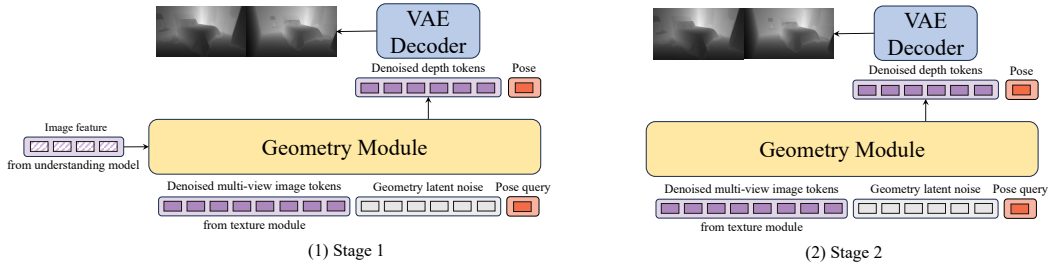 VAE
Decoder
Denoised depth tokens
Pose
Image feature
from understanding model
Geometry Module
Denoised multi-view image tokens
Geometry latent noise
Pose query
from texture module
(1) Stage 1
VAE
Decoder
Denoised depth tokens
Pose
Geometry Module
Denoised multi-view image tokens
Geometry latent noise
Pose query
from texture module
(2) Stage 2